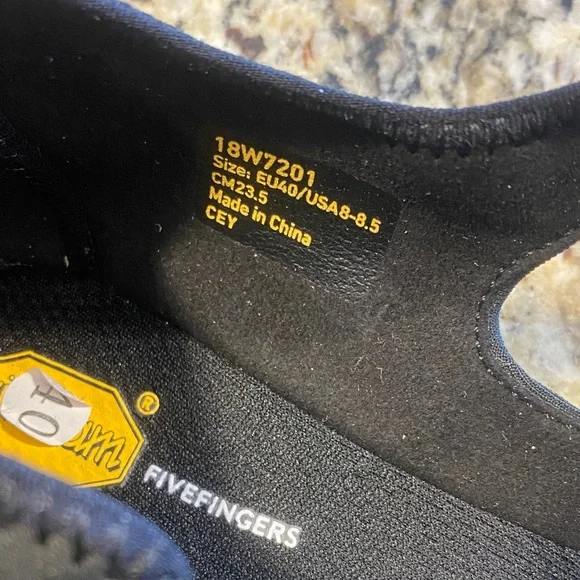 18W7201
Size: EU40/USA8-8.5
CM23.5
Made in China
CEY
40
®
FIVEFINGERS